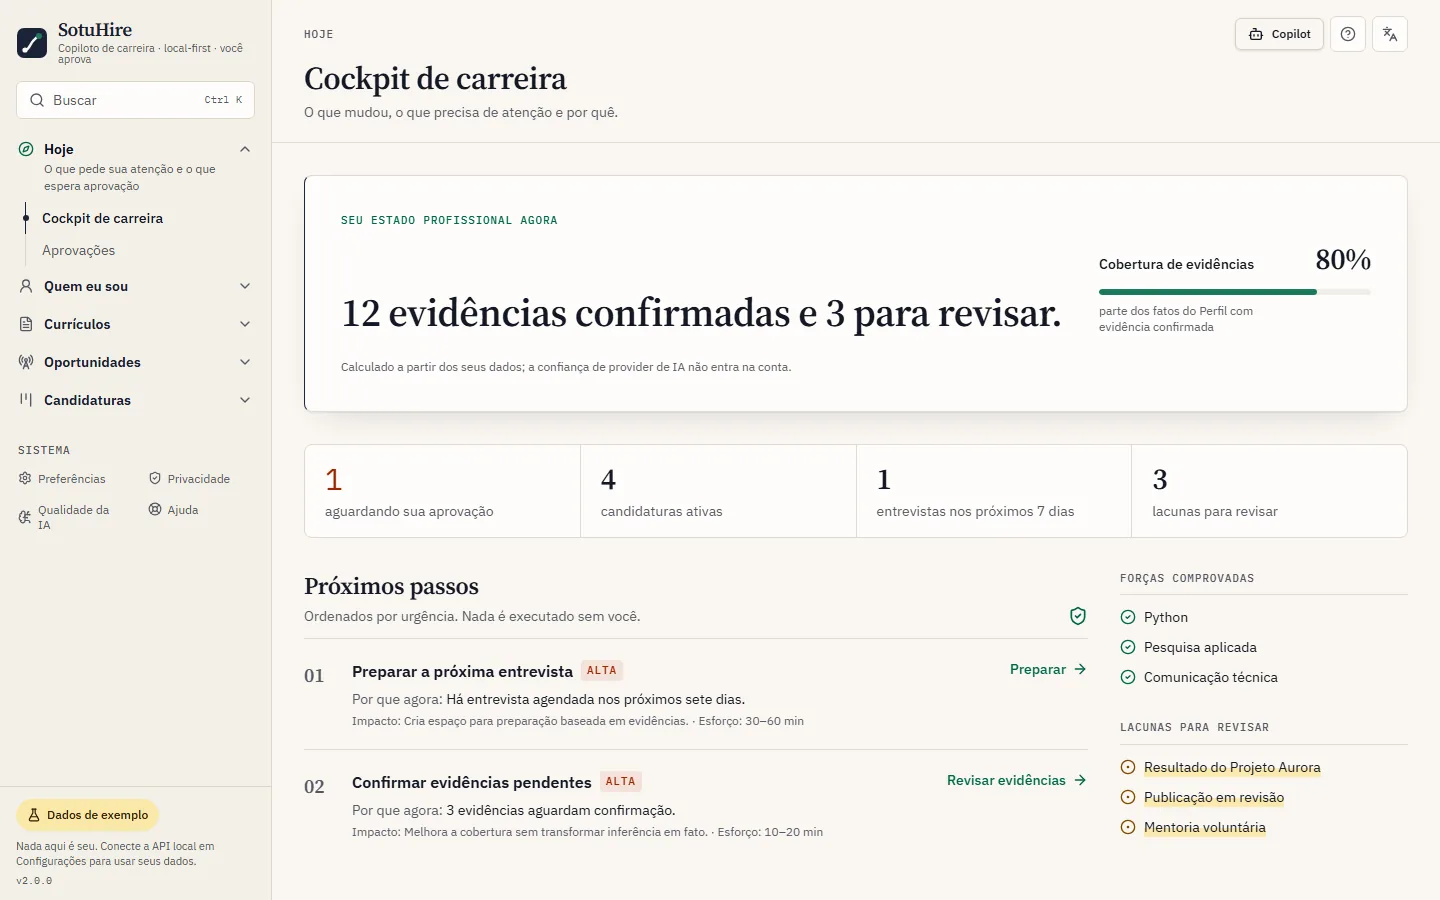 SotuHire
Copiloto de carreira · local-first · você
aprova
Buscar
Ctrl K
Hoje
O que pede sua atenção e o que
espera aprovação
Cockpit de carreira
Aprovações
Quem eu sou
Currículos
Oportunidades
Candidaturas
SISTEMA
Preferências
Privacidade
Qualidade da
IA
Ajuda
Dados de exemplo
Nada aqui é seu. Conecte a API local em
Configurações para usar seus dados.
v2.0.0
HOJE
Copilot
Cockpit de carreira
O que mudou, o que precisa de atenção e por quê.
SEU ESTADO PROFISSIONAL AGORA
12 evidências confirmadas e 3 para revisar.
Calculado a partir dos seus dados; a confiança de provider de IA não entra na conta.
Cobertura de evidências
80%
parte dos fatos do Perfil com
evidência confirmada
1
aguardando sua aprovação
4
candidaturas ativas
1
entrevistas nos próximos 7 dias
3
lacunas para revisar
Próximos passos
Ordenados por urgência. Nada é executado sem você.
01
Preparar a próxima entrevista
ALTA
Preparar
Por que agora: Há entrevista agendada nos próximos sete dias.
Impacto: Cria espaço para preparação baseada em evidências. · Esforço: 30–60 min
02
Confirmar evidências pendentes
ALTA
Revisar evidências
Por que agora: 3 evidências aguardam confirmação.
Impacto: Melhora a cobertura sem transformar inferência em fato. · Esforço: 10–20 min
FORÇAS COMPROVADAS
Python
Pesquisa aplicada
Comunicação técnica
LACUNAS PARA REVISAR
Resultado do Projeto Aurora
Publicação em revisão
Mentoria voluntária